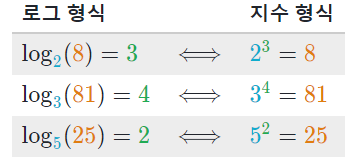 로그 형식 지수 형식
log₂(8) = 3 ⟺ 2³ = 8
log₃(81) = 4 ⟺ 3⁴ = 81
log₅(25) = 2 ⟺ 5² = 25